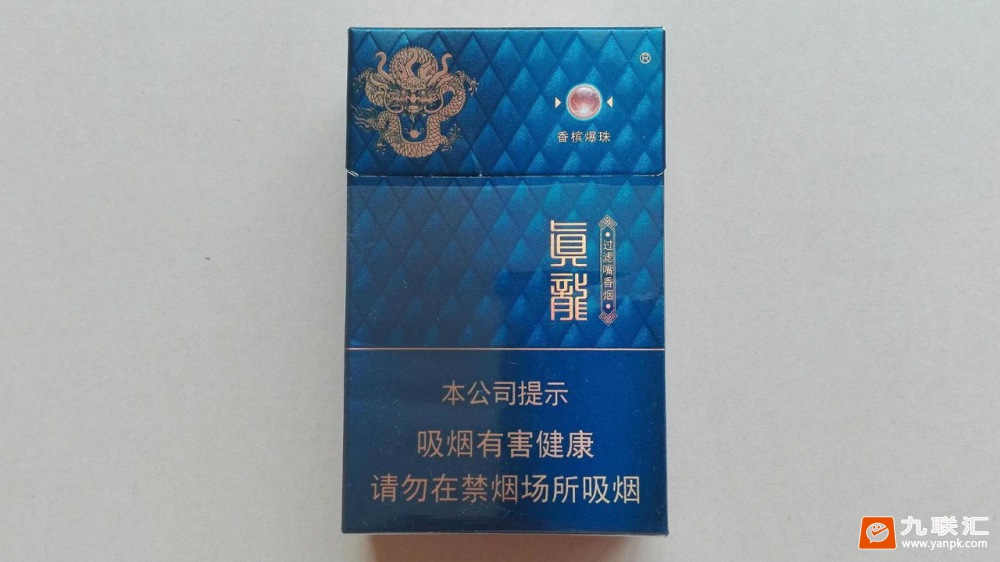 ®
香槟爆珠
眞龍
过滤嘴香烟
本公司提示
吸烟有害健康
请勿在禁烟场所吸烟
九联汇
www.yanpk.com